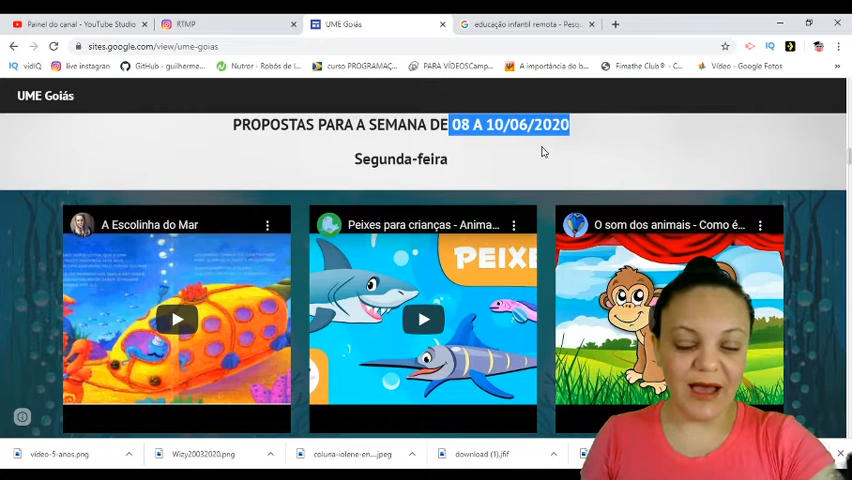 Painel do canal - YouTube Studio
RTMP
UME Goiás
educação infantil remota - Pesq
sites.google.com/view/ume-goias
vidIQ
live instagran
GitHub - guilherme...
Nutror - Robôs de I...
curso PROGRAMAÇ...
PARA VÍDEOSCamp...
A importância do b...
Fimathe Club® - C...
Vídeo - Google Fotos
UME Goiás
PROPOSTAS PARA A SEMANA DE 08 A 10/06/2020
Segunda-feira
A Escolinha do Mar
Peixes para crianças - Anima...
O som dos animais - Como é...
PEIXE
vídeo-5-anos.png
Wizy20032020.png
coluna-iolene-en....jpeg
download (1).jfif